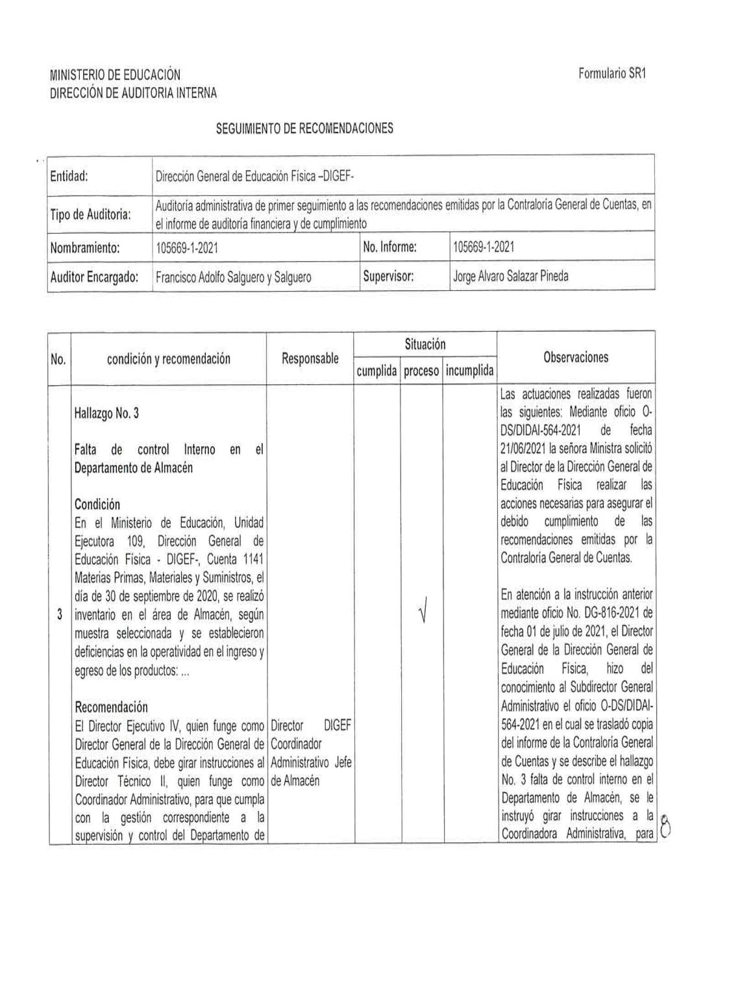 MINISTERIO DE EDUCACIÓN
DIRECCIÓN DE AUDITORIA INTERNA
Formulario SR1
SEGUIMIENTO DE RECOMENDACIONES
Entidad:
Dirección General de Educación Física –DIGEF-
Tipo de Auditoria:
Auditoría administrativa de primer seguimiento a las recomendaciones emitidas por la Contraloría General de Cuentas, en
el informe de auditoría financiera y de cumplimiento
Nombramiento:
105669-1-2021
No. Informe:
105669-1-2021
Auditor Encargado:
Francisco Adolfo Salguero y Salguero
Supervisor:
Jorge Alvaro Salazar Pineda
No.
condición y recomendación
Responsable
Situación
cumplida
proceso
incumplida
Observaciones
3
Hallazgo No. 3
Falta de control Interno en el
Departamento de Almacén
Condición
En el Ministerio de Educación, Unidad
Ejecutora 109, Dirección General de
Educación Física - DIGEF-, Cuenta 1141
Materias Primas, Materiales y Suministros, el
día de 30 de septiembre de 2020, se realizó
inventario en el área de Almacén, según
muestra seleccionada y se establecieron
deficiencias en la operatividad en el ingreso y
egreso de los productos: ...
Recomendación
El Director Ejecutivo IV, quien funge como
Director General de la Dirección General de
Educación Física, debe girar instrucciones al
Director Técnico II, quien funge como
Coordinador Administrativo, para que cumpla
con la gestión correspondiente a la
supervisión y control del Departamento de
Director DIGEF
Coordinador
Administrativo Jefe
de Almacén
√
Las actuaciones realizadas fueron
las siguientes: Mediante oficio O-
DS/DIDAI-564-2021 de fecha
21/06/2021 la señora Ministra solicitó
al Director de la Dirección General de
Educación Física realizar las
acciones necesarias para asegurar el
debido cumplimiento de las
recomendaciones emitidas por la
Contraloría General de Cuentas.
En atención a la instrucción anterior
mediante oficio No. DG-816-2021 de
fecha 01 de julio de 2021, el Director
General de la Dirección General de
Educación Física, hizo del
conocimiento al Subdirector General
Administrativo el oficio O-DS/DIDAI-
564-2021 en el cual se trasladó copia
del informe de la Contraloría General
de Cuentas y se describe el hallazgo
No. 3 falta de control interno en el
Departamento de Almacén, se le
instruyó girar instrucciones a la
Coordinadora Administrativa, para